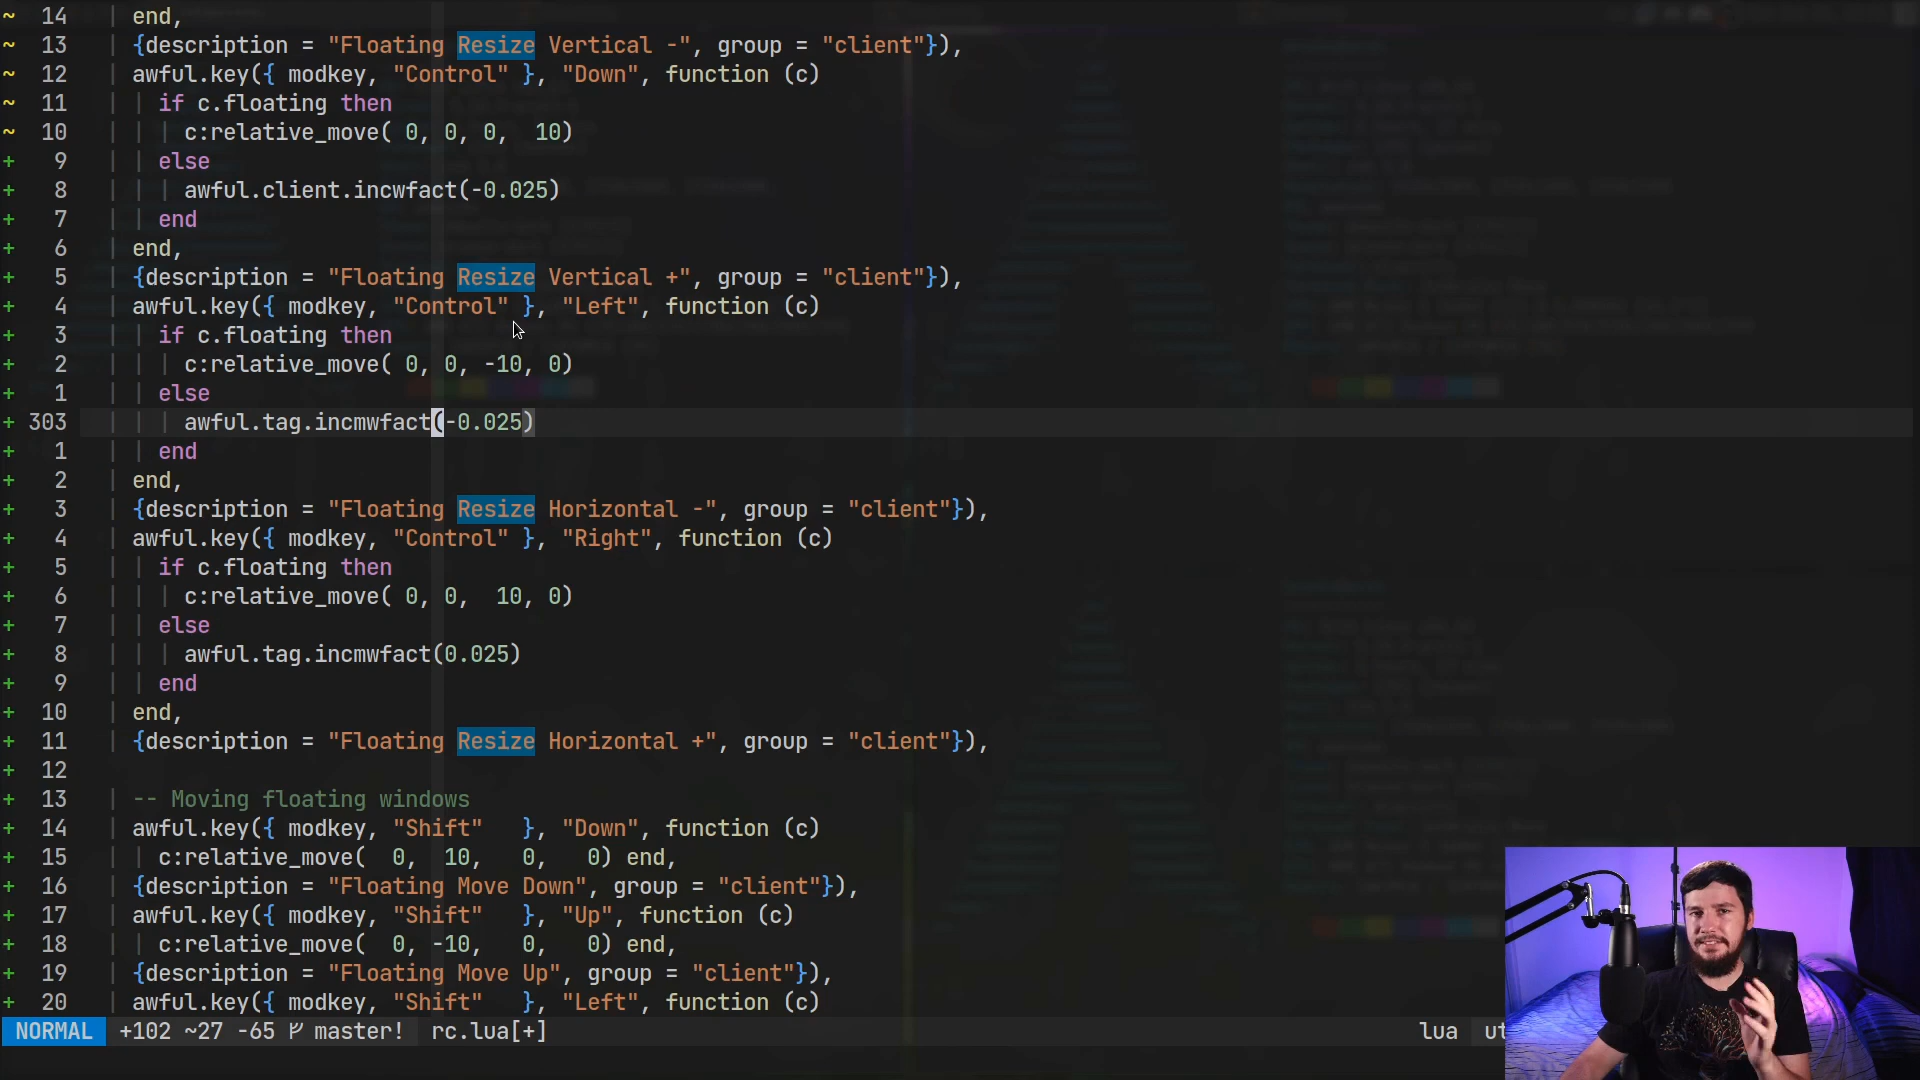 ~ 14 end,
~ 13 {description = "Floating Resize Vertical -", group = "client"}),
~ 12 awful.key({ modkey, "Control" }, "Down", function (c)
~ 11 if c.floating then
~ 10 c:relative_move( 0, 0, 0,  10)
+ 9 else
+ 8 awful.client.incwfact(-0.025)
+ 7 end
+ 6 end,
+ 5 {description = "Floating Resize Vertical +", group = "client"}),
+ 4 awful.key({ modkey, "Control" }, "Left", function (c)
+ 3 if c.floating then
+ 2 c:relative_move( 0, 0, -10, 0)
+ 1 else
+ 303 awful.tag.incmwfact(-0.025)
+ 1 end
+ 2 end,
+ 3 {description = "Floating Resize Horizontal -", group = "client"}),
+ 4 awful.key({ modkey, "Control" }, "Right", function (c)
+ 5 if c.floating then
+ 6 c:relative_move( 0, 0,  10, 0)
+ 7 else
+ 8 awful.tag.incmwfact(0.025)
+ 9 end
+ 10 end,
+ 11 {description = "Floating Resize Horizontal +", group = "client"}),
+ 12
+ 13 -- Moving floating windows
+ 14 awful.key({ modkey, "Shift"   }, "Down", function (c)
+ 15 c:relative_move(  0,  10,   0,   0) end,
+ 16 {description = "Floating Move Down", group = "client"}),
+ 17 awful.key({ modkey, "Shift"   }, "Up", function (c)
+ 18 c:relative_move(  0, -10,   0,   0) end,
+ 19 {description = "Floating Move Up", group = "client"}),
+ 20 awful.key({ modkey, "Shift"   }, "Left", function (c)
NORMAL +102 ~27 -65 master! rc.lua[+] lua